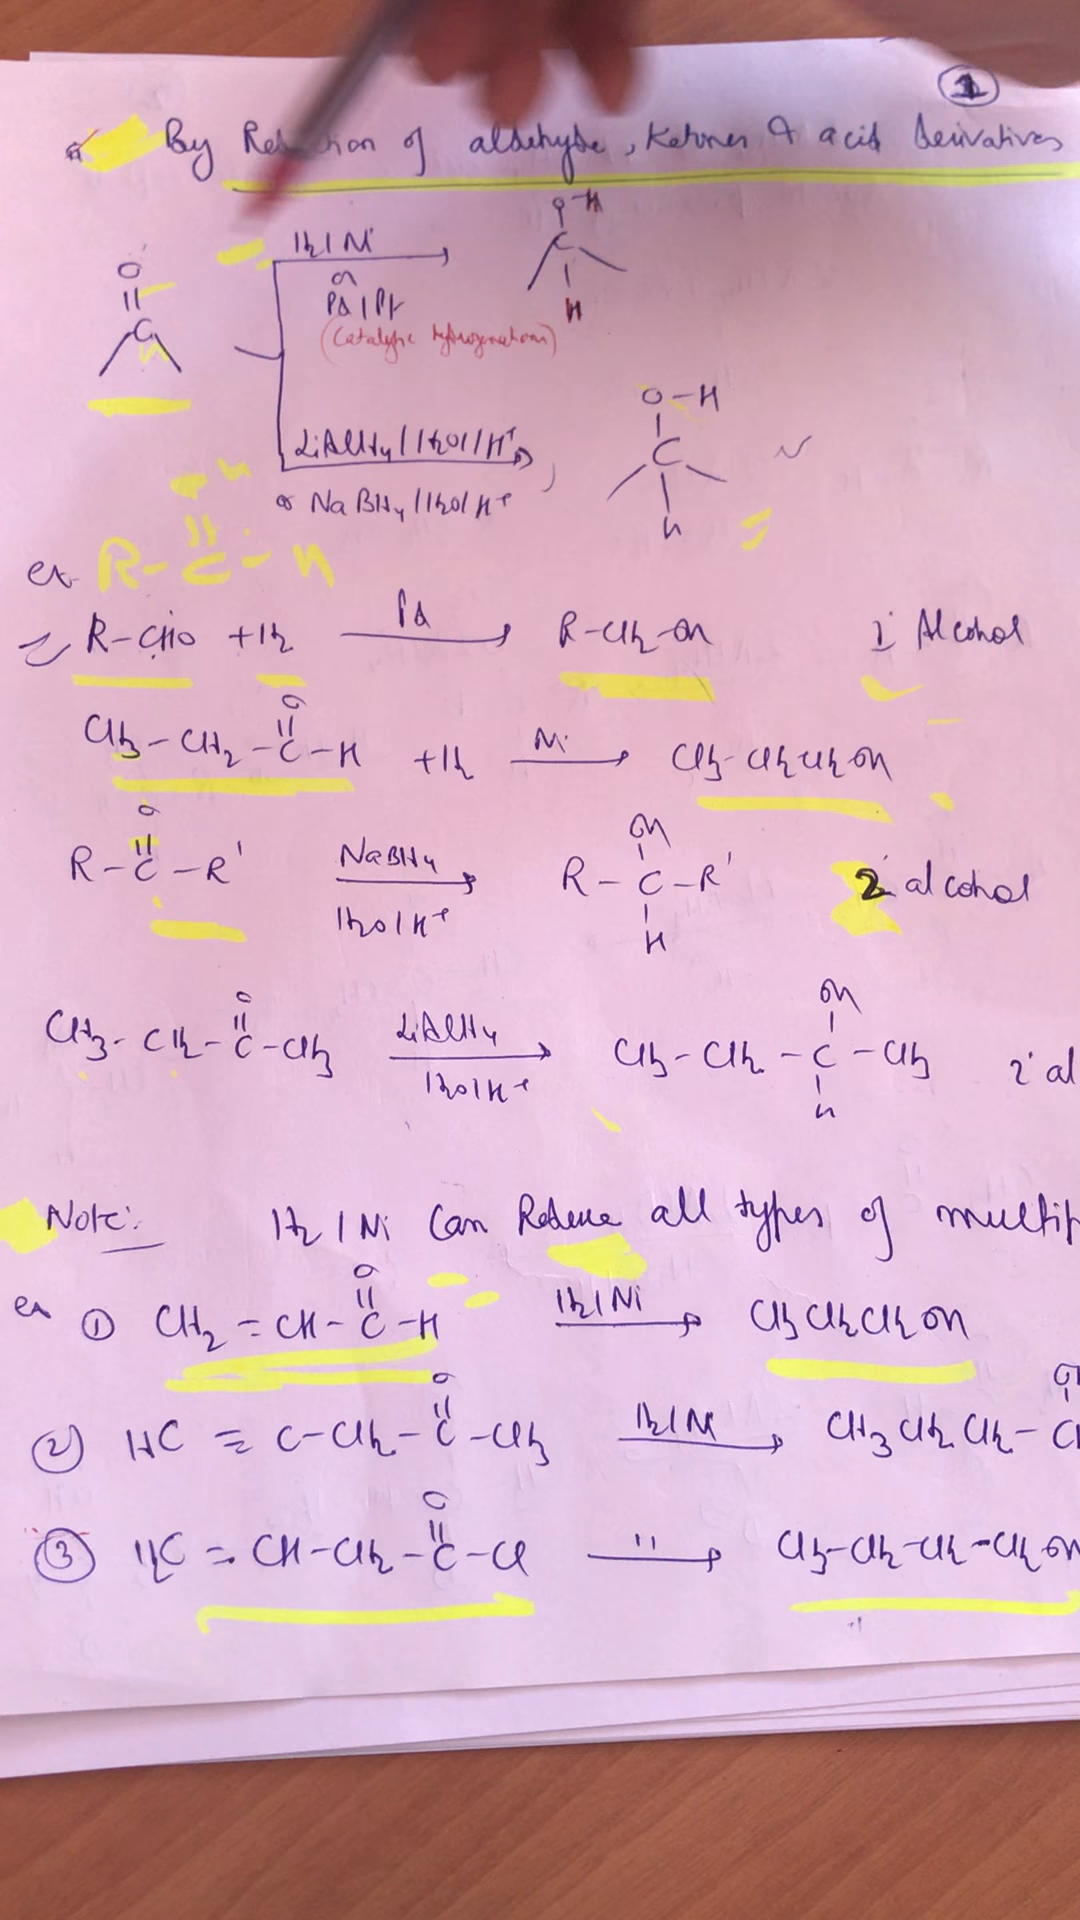 1
By Reduction of aldehyde, Ketones & acid derivatives
O
||
C
H2/Ni
or
Pd/Pt
(Catalytic hydrogenation)
O-H
C
H
LiAlH4/H2O/H+
or NaBH4/H2O/H+
O-H
C
H
ex. R-C-H
R-CHO + H2 Pd → R-CH2-OH 1° Alcohol
O
||
CH3-CH2-C-H + H2 Ni → CH3-CH2CH2OH
O
||
R-C-R' NaBH4 → H2O/H+
OH
R-C-R' 2° alcohol
H
O
||
CH3-CH2-C-CH3 LiAlH4 → H2O/H+
OH
CH3-CH2-C-CH3 2° al
H
Note: H2/Ni Can Reduce all types of multip
O
||
ex ① CH2=CH-C-H H2/Ni → CH3CH2CH2OH
O
||
② HC≡C-CH2-C-CH3 H2/Ni → CH3CH2CH2-
O
||
③ H2C=CH-CH2-C-Cl " → CH3-CH2-CH2-CH2OH